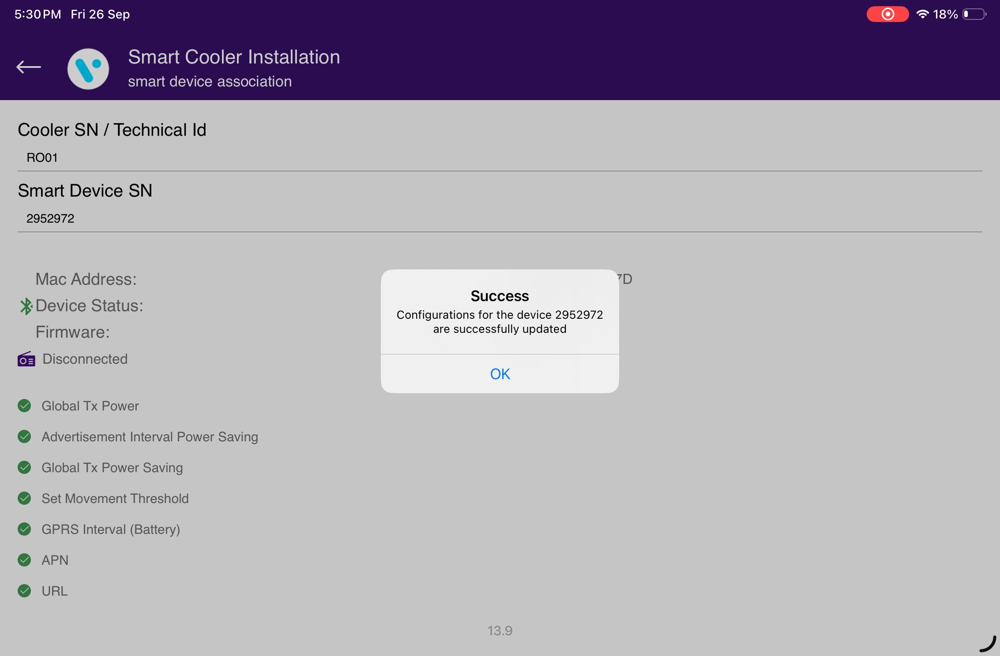 5:30 PM Fri 26 Sep
18%
Smart Cooler Installation
smart device association
Cooler SN / Technical Id
RO01
Smart Device SN
2952972
Mac Address:
7D
Device Status:
Firmware:
Disconnected
Success
Configurations for the device 2952972
are successfully updated
OK
Global Tx Power
Advertisement Interval Power Saving
Global Tx Power Saving
Set Movement Threshold
GPRS Interval (Battery)
APN
URL
13.9